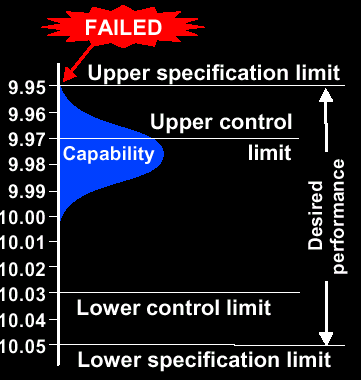 FAILED
Upper specification limit
9.95
9.96
Upper control
limit
9.97
Capability
9.98
9.99
10.00
10.01
10.02
10.03
Lower control limit
10.04
10.05
Lower specification limit
Desired
performance